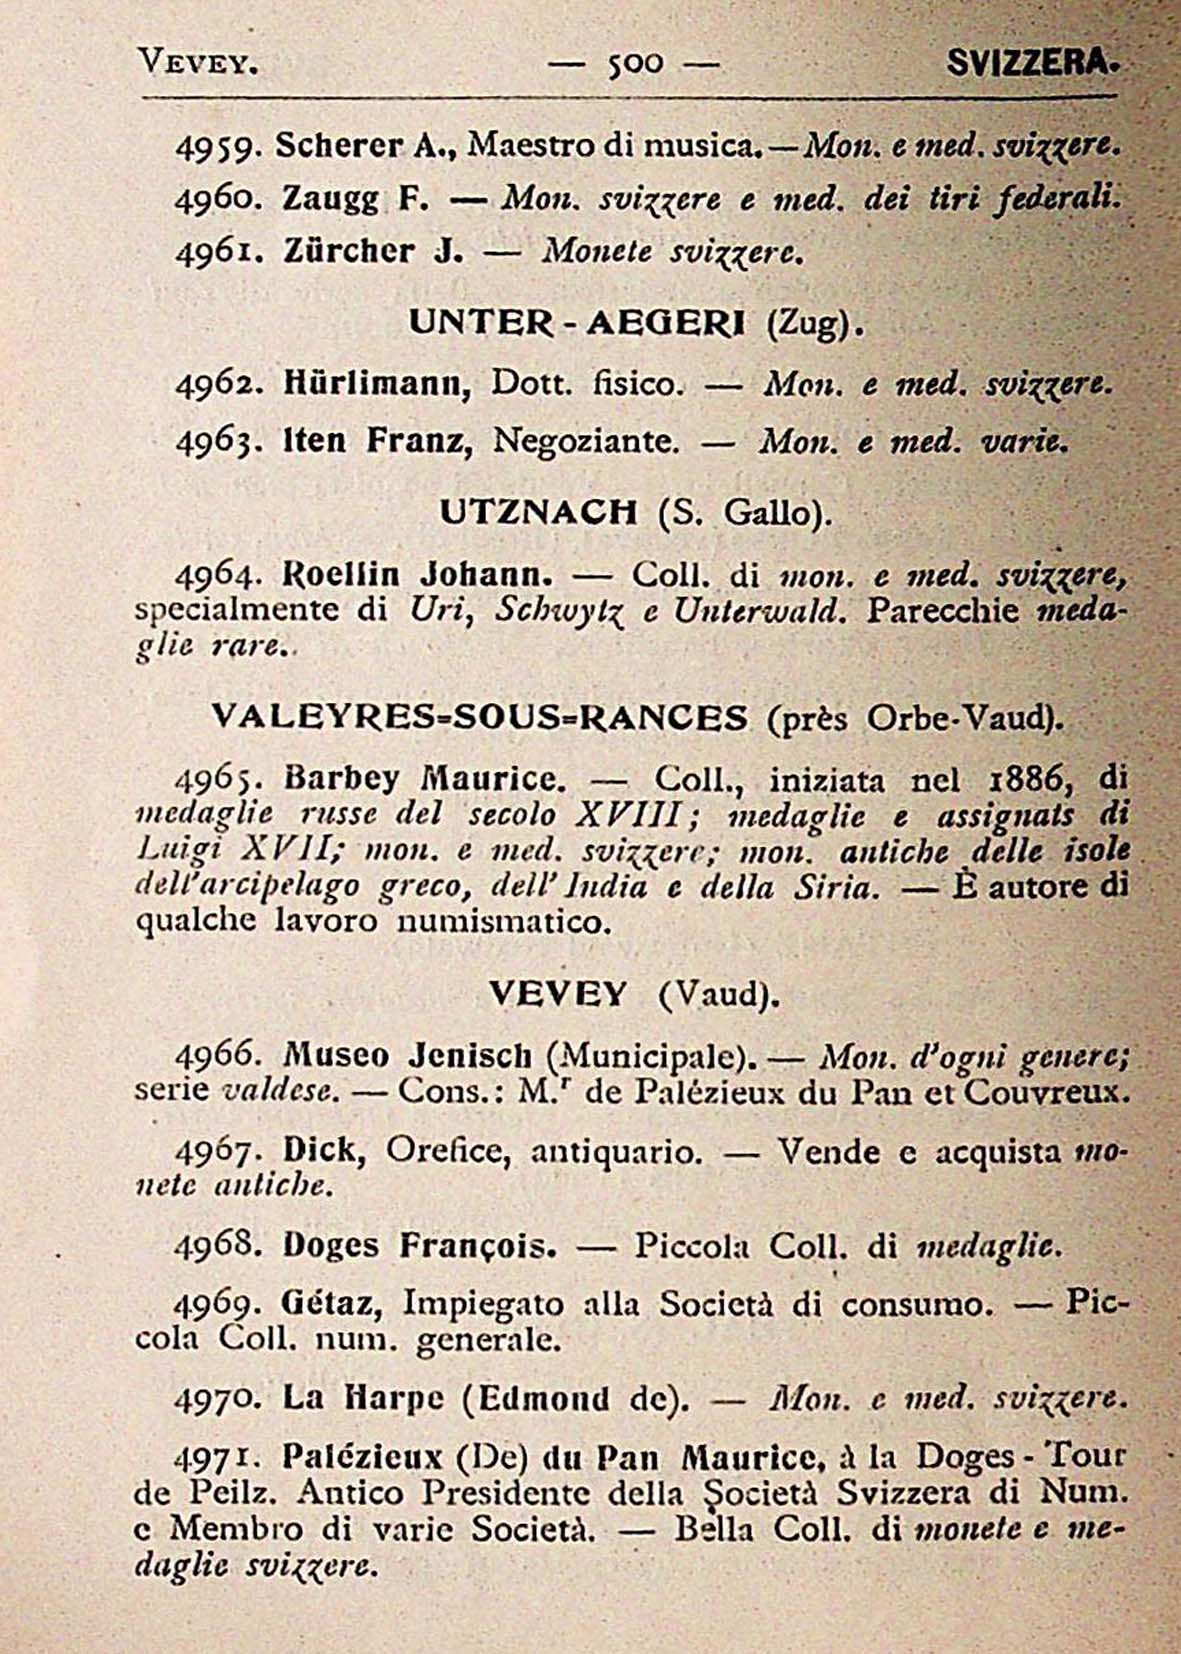 VEVEY. — 500 — SVIZZERA.
4959. Scherer A., Maestro di musica. — Mon. e med. svizzere.
4960. Zaugg F. — Mon. svizzere e med. dei tiri federali.
4961. Zürcher J. — Monete svizzere.
UNTER - AEGERI (Zug).
4962. Hürlimann, Dott. fisico. — Mon. e med. svizzere.
4963. Iten Franz, Negoziante. — Mon. e med. varie.
UTZNACH (S. Gallo).
4964. Roellin Johann. — Coll. di mon. e med. svizzere,
specialmente di Uri, Schwytz e Unterwald. Parecchie meda-
glie rare.
VALEYRES=SOUS=RANCES (près Orbe-Vaud).
4965. Barbey Maurice. — Coll., iniziata nel 1886, di
medaglie russe del secolo XVIII; medaglie e assignats di
Luigi XVII; mon. e med. svizzere; mon. antiche delle isole
dell'arcipelago greco, dell'India e della Siria. — È autore di
qualche lavoro numismatico.
VEVEY (Vaud).
4966. Museo Jenisch (Municipale). — Mon. d'ogni genere;
serie valdese. — Cons.: M.r de Palézieux du Pan et Couvreux.
4967. Dick, Orefice, antiquario. — Vende e acquista mo-
nete antiche.
4968. Doges François. — Piccola Coll. di medaglie.
4969. Gétaz, Impiegato alla Società di consumo. — Pic-
cola Coll. num. generale.
4970. La Harpe (Edmond de). — Mon. e med. svizzere.
4971. Palézieux (De) du Pan Maurice, à la Doges - Tour
de Peilz. Antico Presidente della Società Svizzera di Num.
e Membro di varie Società. — Bella Coll. di monete e me-
daglie svizzere.